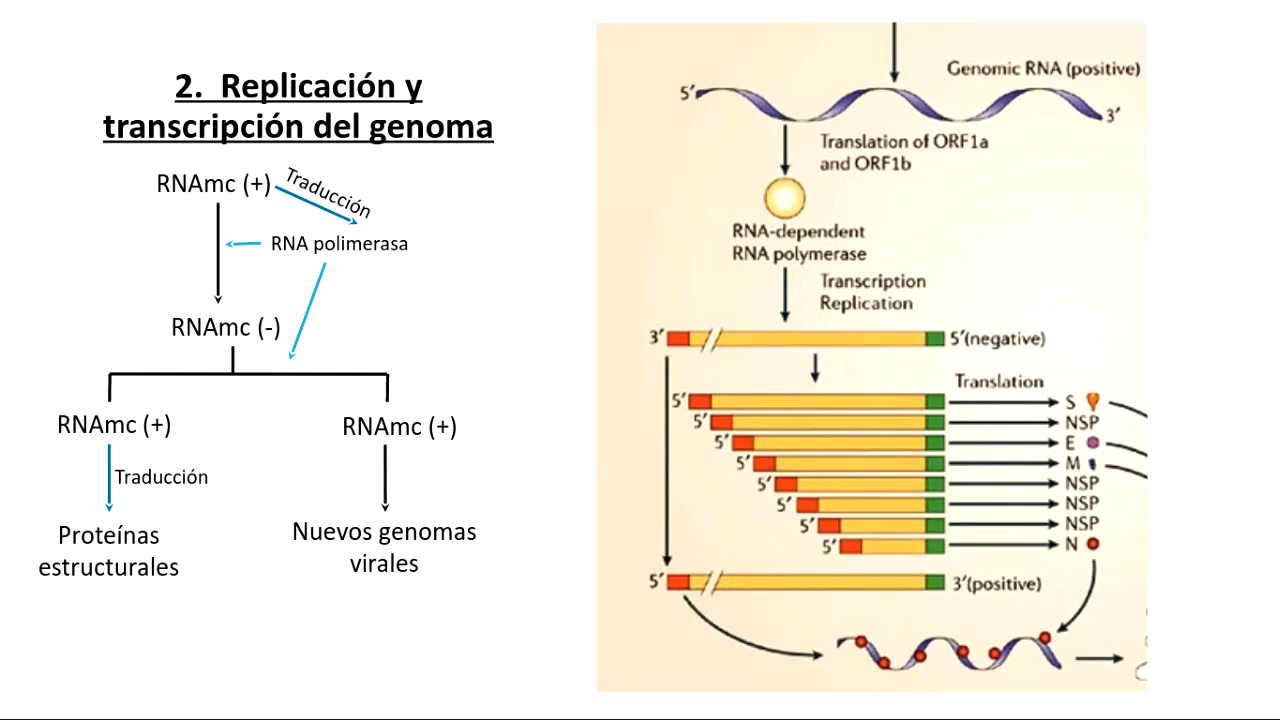 2. Replicación y
transcripción del genoma
RNAmc (+)
Traducción
RNA polimerasa
RNAmc (-)
RNAmc (+)
RNAmc (+)
Traducción
Proteínas
estructurales
Nuevos genomas
virales
Genomic RNA (positive)
5′
3′
Translation of ORF1a
and ORF1b
RNA-dependent
RNA polymerase
Transcription
Replication
3′
5′(negative)
Translation
5′
S
5′
NSP
5′
E
5′
M
5′
NSP
5′
NSP
5′
NSP
5′
N
5′
3′(positive)